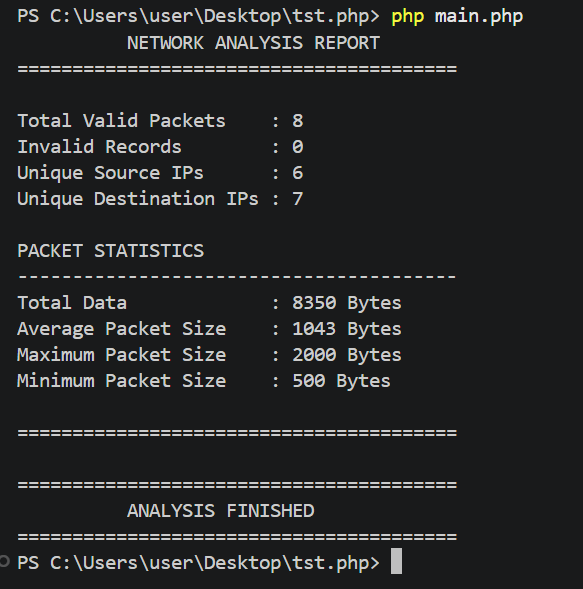 PS C:\Users\user\Desktop\tst.php> php main.php
          NETWORK ANALYSIS REPORT
========================================
Total Valid Packets    : 8
Invalid Records        : 0
Unique Source IPs      : 6
Unique Destination IPs : 7
PACKET STATISTICS
----------------------------------------
Total Data             : 8350 Bytes
Average Packet Size    : 1043 Bytes
Maximum Packet Size    : 2000 Bytes
Minimum Packet Size    : 500 Bytes
========================================
========================================
          ANALYSIS FINISHED
========================================
PS C:\Users\user\Desktop\tst.php>